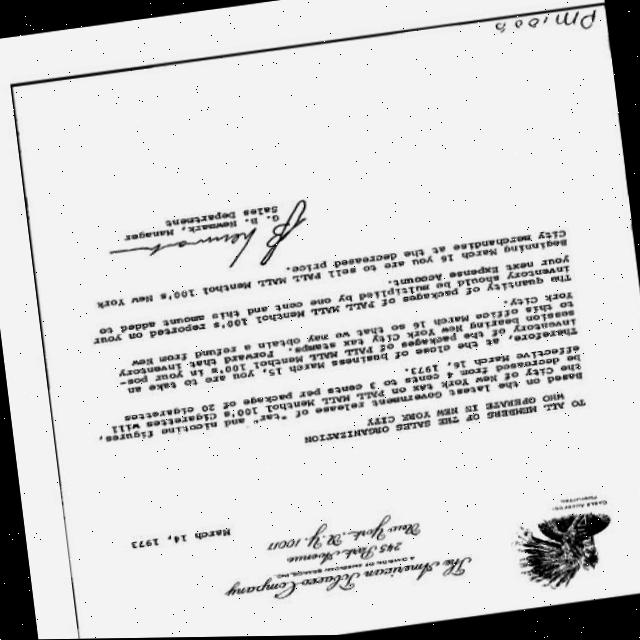 The American Tobacco Company
A DIVISION OF AMERICAN BRANDS, INC.
245 Park Avenue
New York, N.Y. 10017
CABLE ADDRESS:
March 14, 1973
TO ALL MEMBERS OF THE SALES ORGANIZATION
WHO OPERATE IN NEW YORK CITY
Based on the latest Government release of "tar" and nicotine figures,
the City of New York tax on PALL MALL Menthol 100's Cigarettes will
be decreased from 4 cents to 3 cents per package of 20 cigarettes
effective March 16, 1973.
Therefore, at the close of business March 15, you are to take an
inventory of the packages of PALL MALL Menthol 100's in your pos-
session bearing New York City tax stamps. Forward that inventory
to this office March 16 so that we may obtain a refund from New
York City.
The quantity of packages of PALL MALL Menthol 100's reported on your
inventory should be multiplied by one cent and this amount added to
your next Expense Account.
Beginning March 16 you are to sell PALL MALL Menthol 100's New York
City merchandise at the decreased price.
G. B. Newmark, Manager
Sales Department